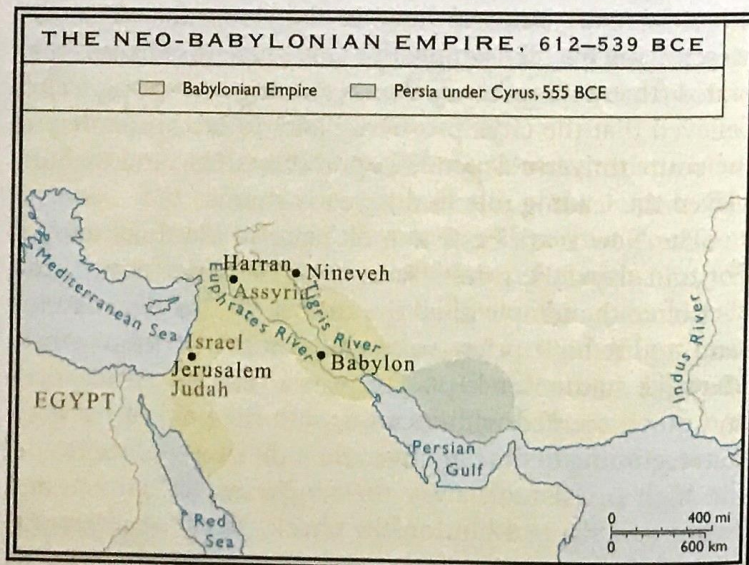 THE NEO-BABYLONIAN EMPIRE, 612–539 BCE
Babylonian Empire
Persia under Cyrus, 555 BCE
Harran
Nineveh
Assyria
Euphrates River
Tigris River
Mediterranean Sea
Israel
Jerusalem
Judah
Babylon
EGYPT
Indus River
Persian
Gulf
Red
Sea
0 400 mi
0 600 km